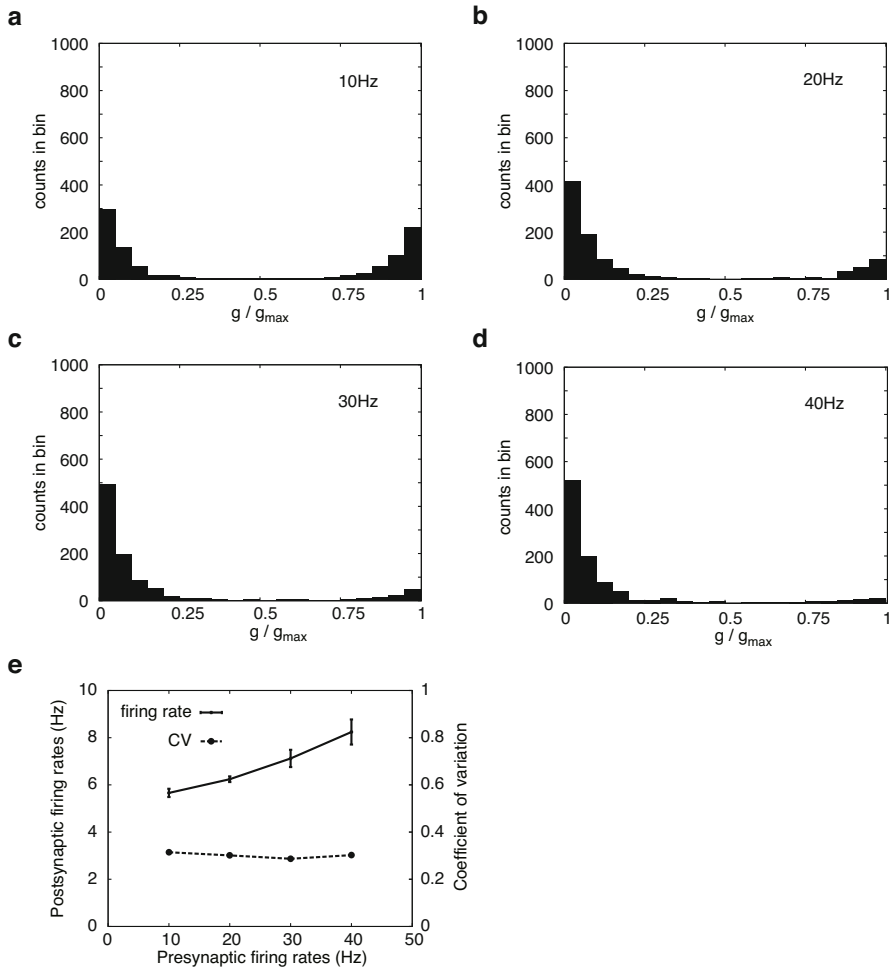 a
1000
800
600
400
200
0
counts in bin
10Hz
0 0.25 0.5 0.75 1
g / gmax
b
1000
800
600
400
200
0
counts in bin
20Hz
0 0.25 0.5 0.75 1
g / gmax
c
1000
800
600
400
200
0
counts in bin
30Hz
0 0.25 0.5 0.75 1
g / gmax
d
1000
800
600
400
200
0
counts in bin
40Hz
0 0.25 0.5 0.75 1
g / gmax
e
10
8
6
4
2
0
Postsynaptic firing rates (Hz)
firing rate
CV
1
0.8
0.6
0.4
0.2
0
Coefficient of variation
0 10 20 30 40 50
Presynaptic firing rates (Hz)